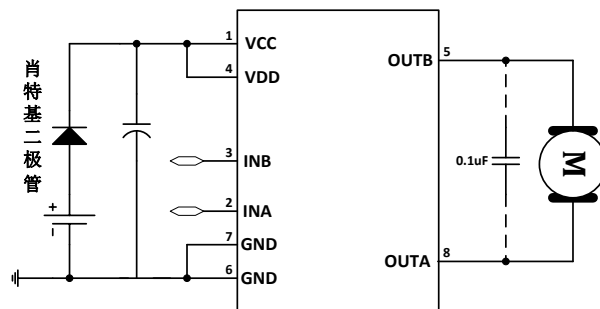 肖特基二极管
+
−
1
VCC
4
VDD
3
INB
2
INA
7
GND
6
GND
5
OUTB
8
OUTA
0.1uF
M